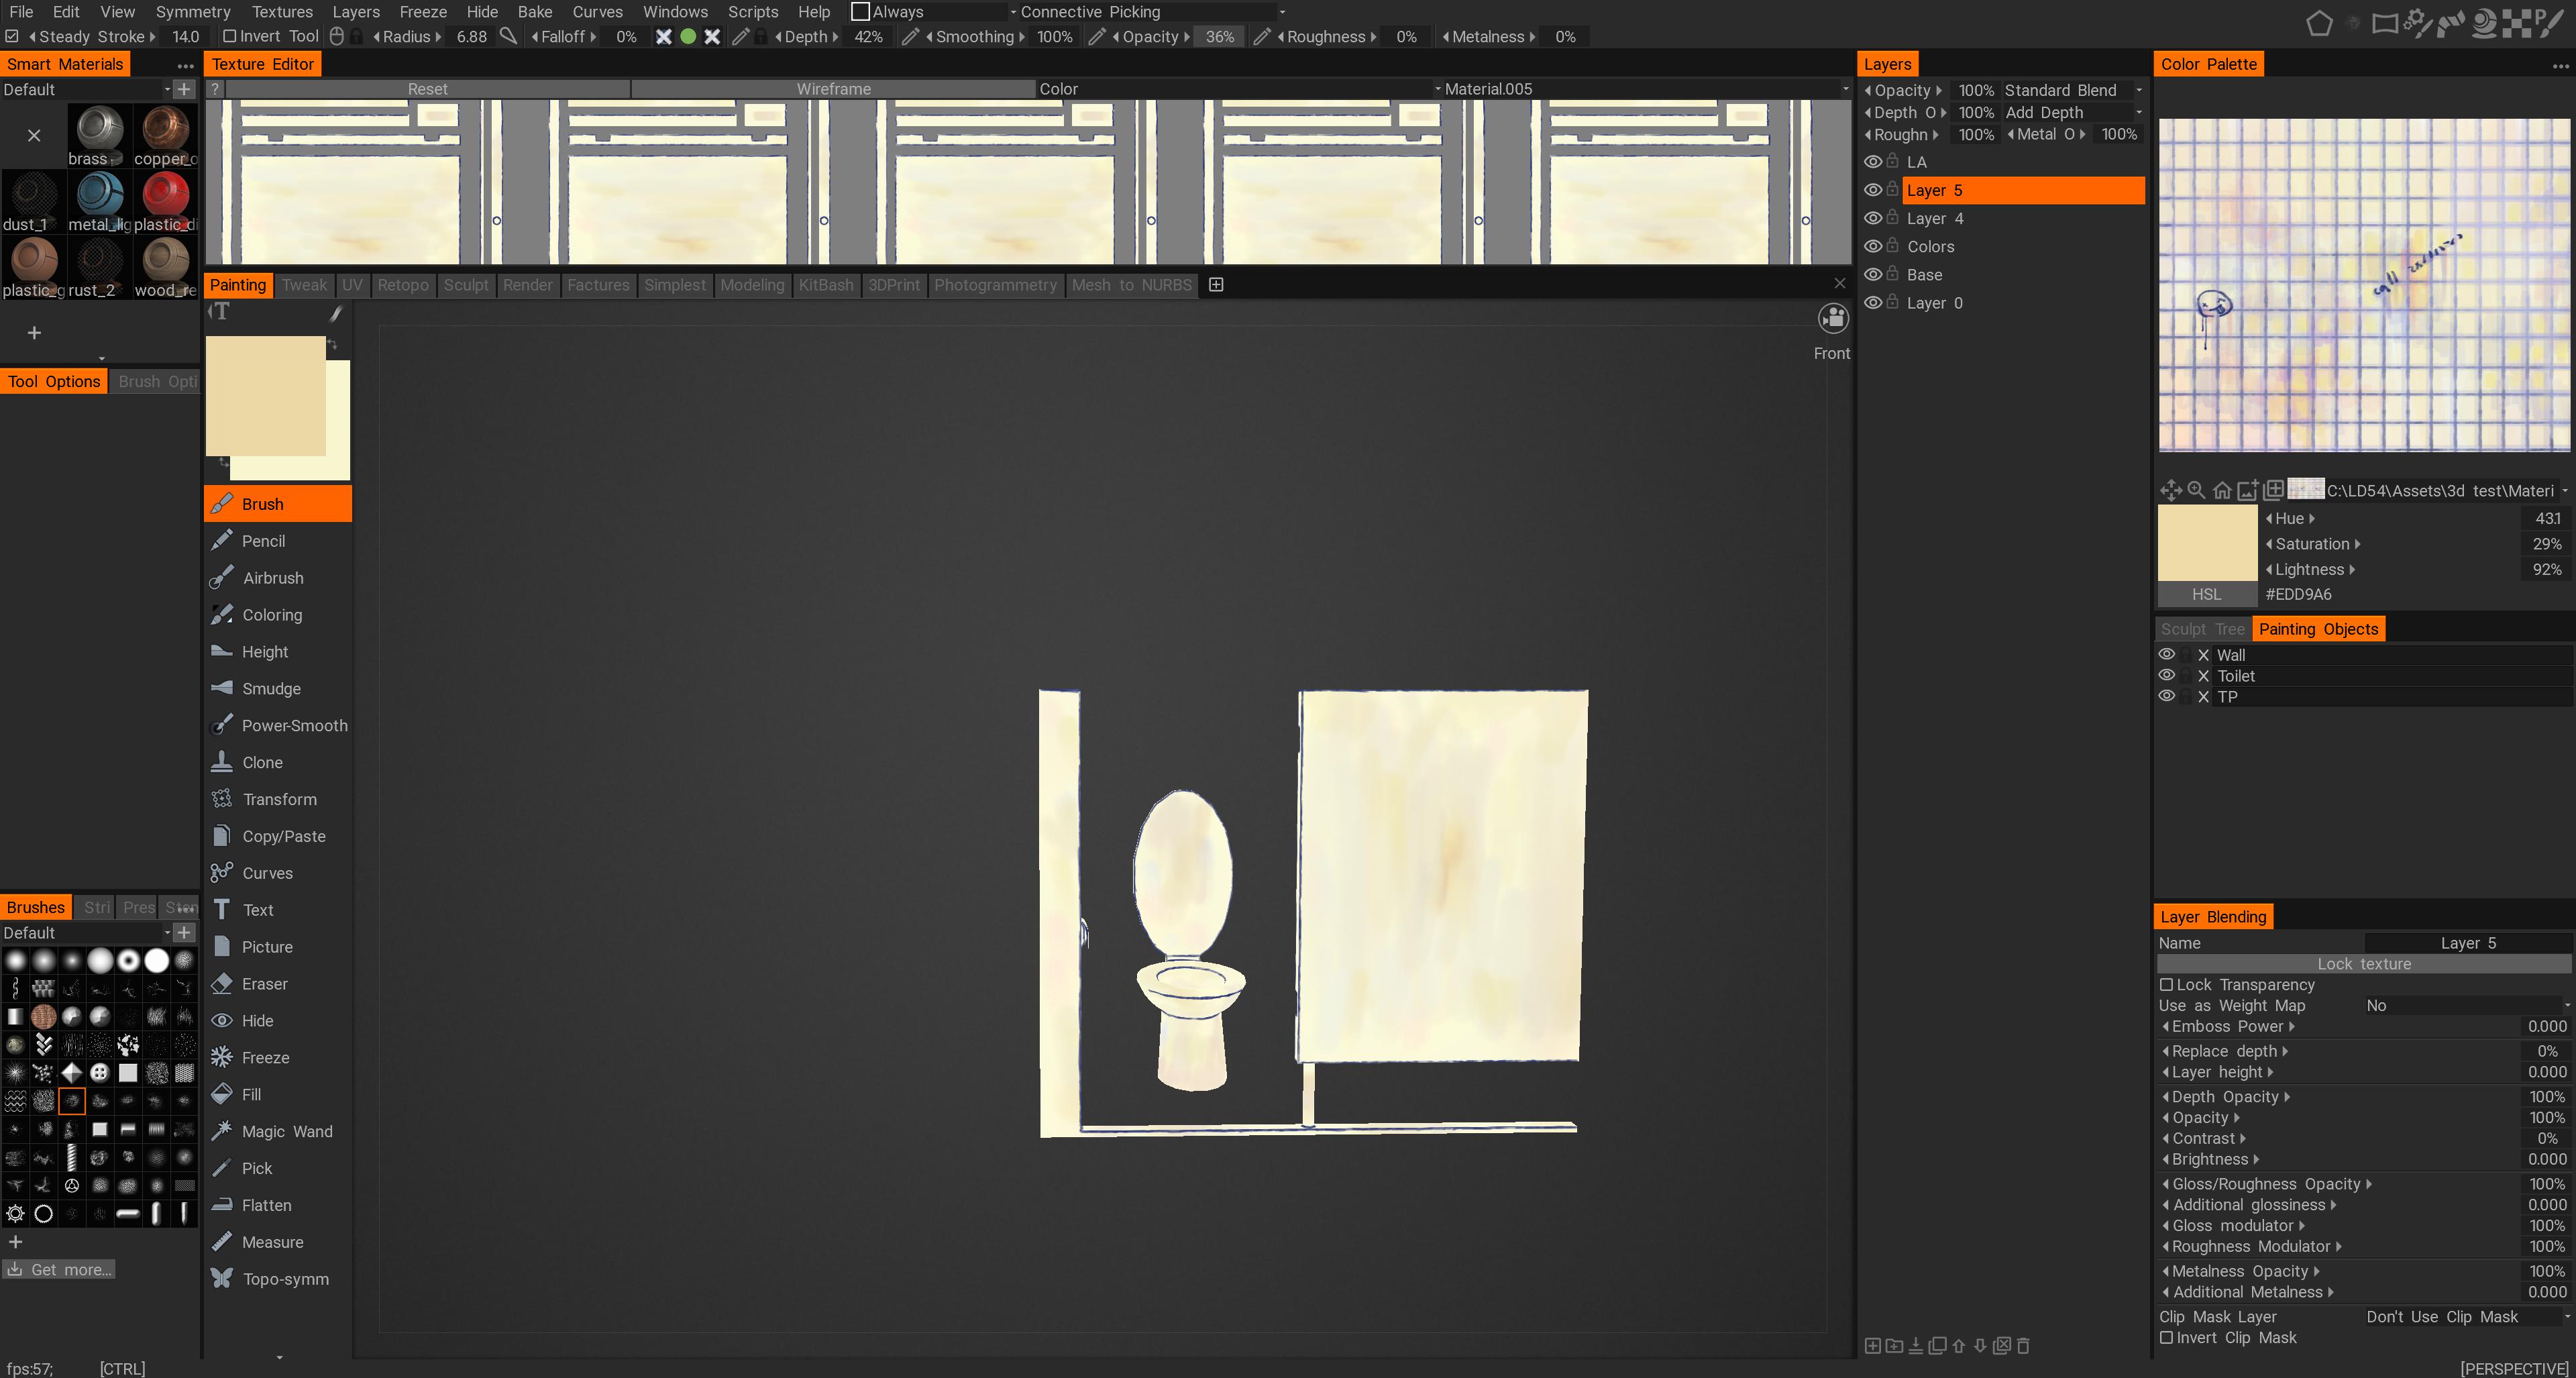 File Edit View Symmetry Textures Layers Freeze Hide Bake Curves Windows Scripts Help Always Connective Picking
Steady Stroke 14.0 Invert Tool Radius 6.88 Falloff 0% Depth 42% Smoothing 100% Opacity 36% Roughness 0% Metalness 0%
Smart Materials
Default
brass
copper_o
dust_1
metal_lig
plastic_di
plastic_g
rust_2
wood_re
Tool Options Brush Opti
Brushes Stri Pres
Default
Get more...
fps:57; [CTRL]
Texture Editor
? Reset Wireframe Color Material.005
Painting Tweak UV Retopo Sculpt Render Factures Simplest Modeling KitBash 3DPrint Photogrammetry Mesh to NURBS
T
Front
Brush
Pencil
Airbrush
Coloring
Height
Smudge
Power-Smooth
Clone
Transform
Copy/Paste
Curves
Text
Picture
Eraser
Hide
Freeze
Fill
Magic Wand
Pick
Flatten
Measure
Topo-symm
Layers
Opacity 100% Standard Blend
Depth O 100% Add Depth
Roughn 100% Metal O 100%
LA
Layer 5
Layer 4
Colors
Base
Layer 0
Color Palette
C:\LD54\Assets\3d test\Materi
Hue 43.1
Saturation 29%
Lightness 92%
HSL #EDD9A6
Sculpt Tree Painting Objects
Wall
Toilet
TP
Layer Blending
Name Layer 5
Lock texture
Lock Transparency
Use as Weight Map No
Emboss Power 0.000
Replace depth 0%
Layer height 0.000
Depth Opacity 100%
Opacity 100%
Contrast 0%
Brightness 0.000
Gloss/Roughness Opacity 100%
Additional glossiness 0.000
Gloss modulator 100%
Roughness Modulator 100%
Metalness Opacity 100%
Additional Metalness 0.000
Clip Mask Layer Don't Use Clip Mask
Invert Clip Mask
[PERSPECTIVE]